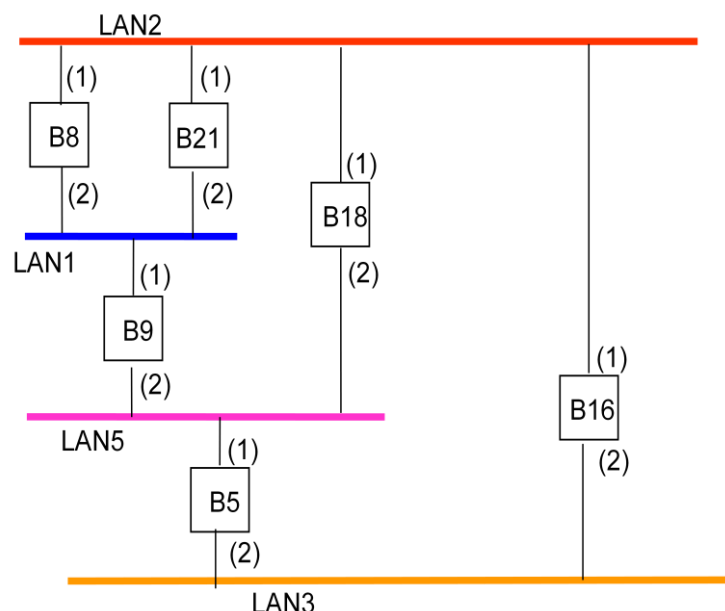 LAN2
(1)
(1)
B8
B21
(1)
(2)
(2)
B18
LAN1
(1)
(2)
B9
(1)
(2)
B16
LAN5
(1)
(2)
B5
(2)
LAN3